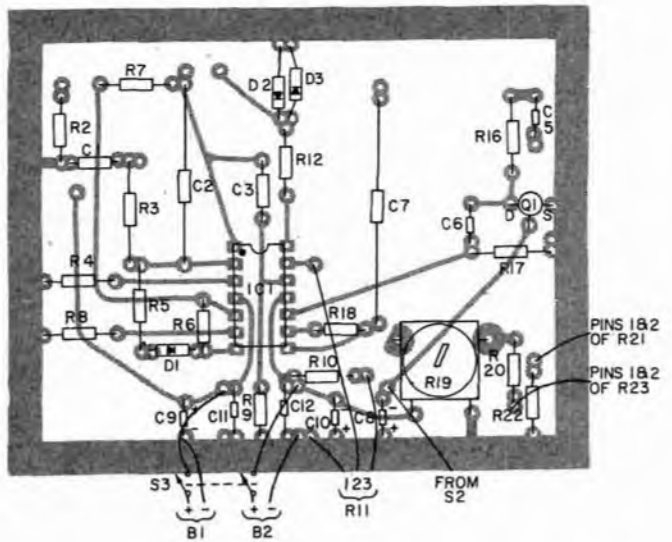 R7
D2
D3
R2
C
R16
C
5
R12
R3
C2
C3
C7
C6
D
Q1
S
R17
R4
IC1
R5
R8
R6
R18
PINS 1&2
OF R21
D1
R10
R19
R
20
PINS 1&2
OF R23
R22
C9
+
−
C11
R
9
C12
C10
+
C8
−
+
S3
123
R11
FROM
S2
+ −
B1
+ −
B2